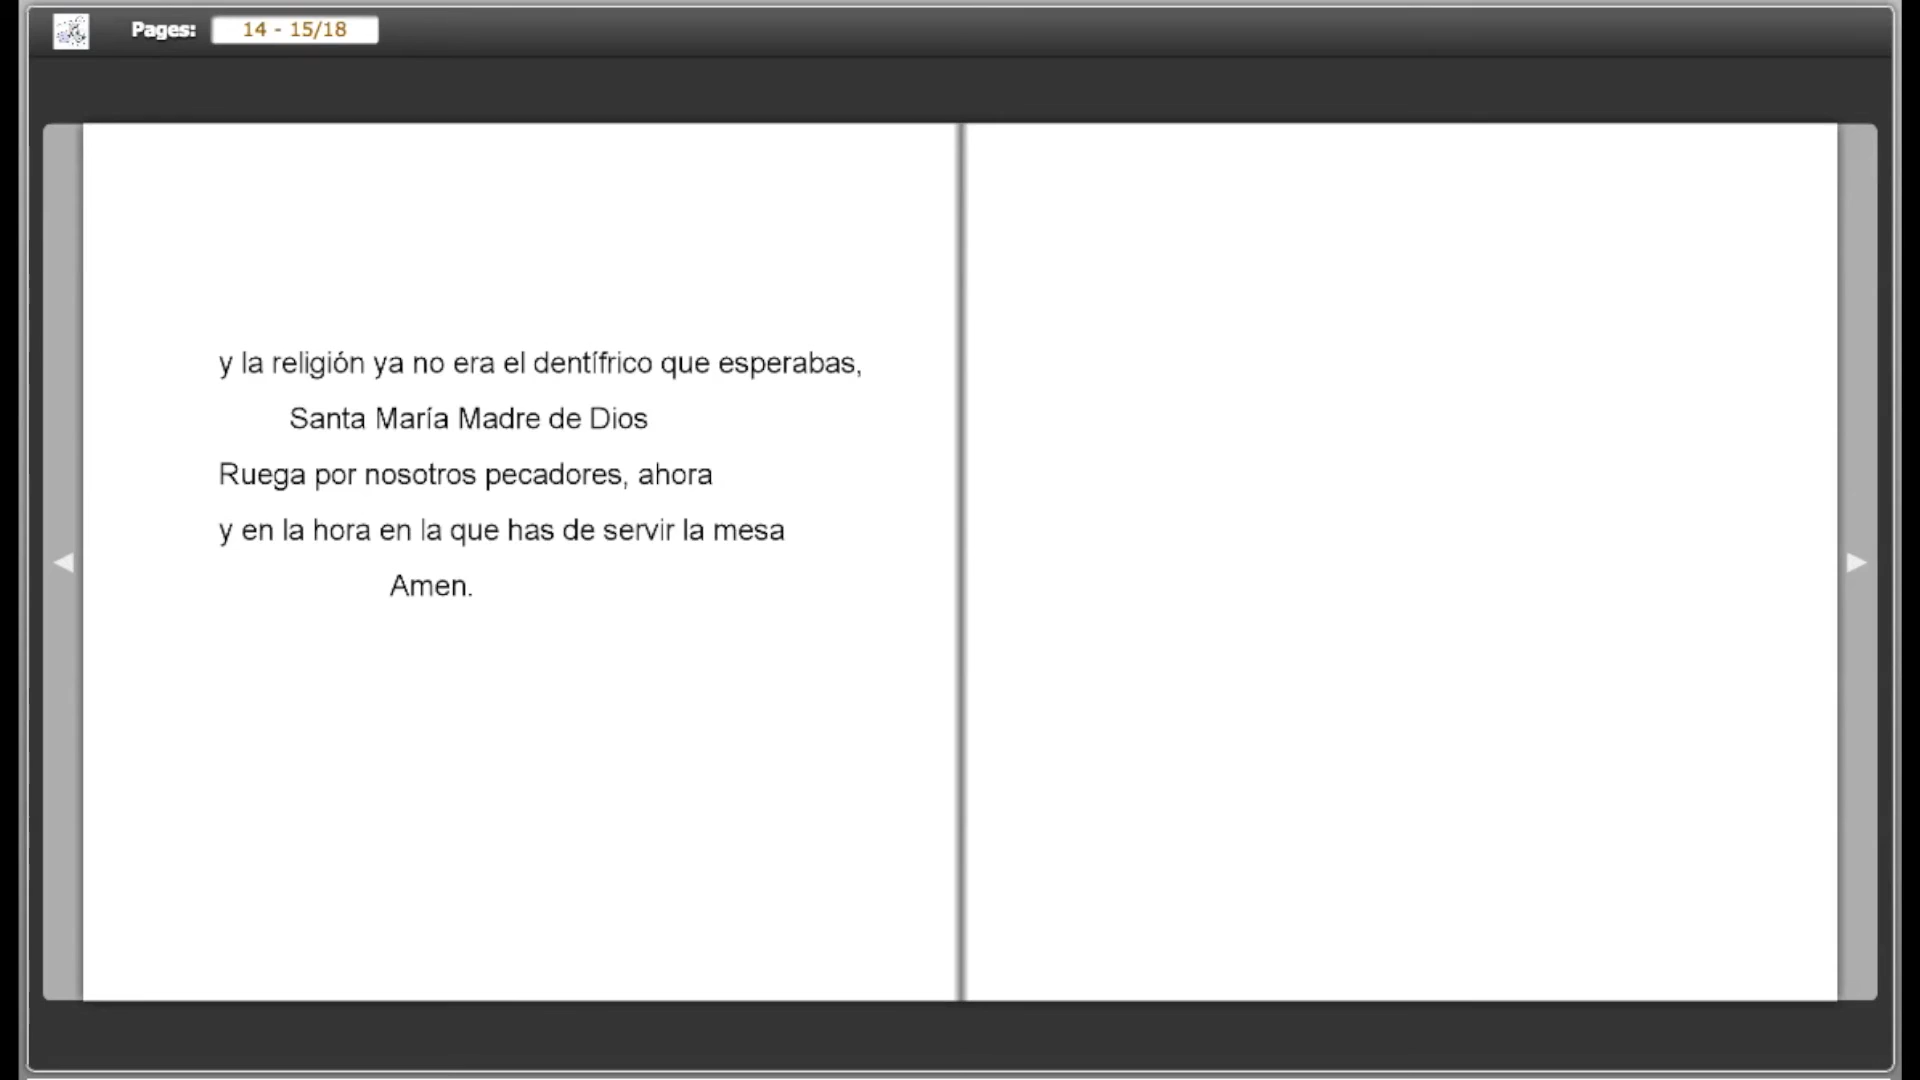 Pages: 14 - 15/18
y la religión ya no era el dentífrico que esperabas,
Santa María Madre de Dios
Ruega por nosotros pecadores, ahora
y en la hora en la que has de servir la mesa
Amen.